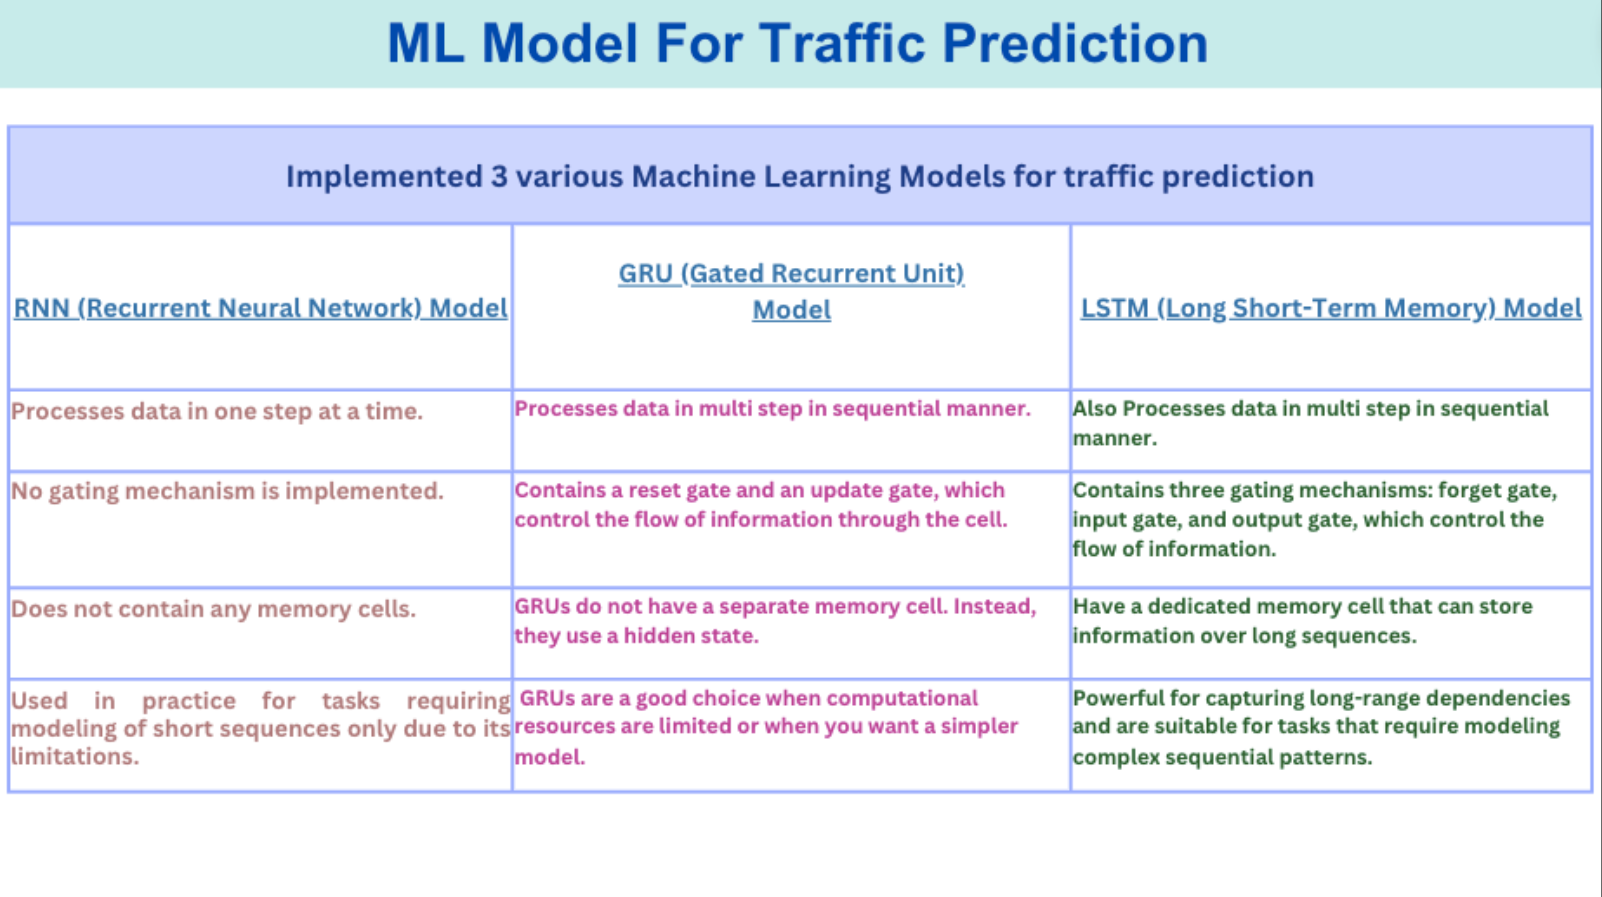 ML Model For Traffic Prediction
Implemented 3 various Machine Learning Models for traffic prediction
RNN (Recurrent Neural Network) Model
GRU (Gated Recurrent Unit)
Model
LSTM (Long Short-Term Memory) Model
Processes data in one step at a time.
Processes data in multi step in sequential manner.
Also Processes data in multi step in sequential
manner.
No gating mechanism is implemented.
Contains a reset gate and an update gate, which
control the flow of information through the cell.
Contains three gating mechanisms: forget gate,
input gate, and output gate, which control the
flow of information.
Does not contain any memory cells.
GRUs do not have a separate memory cell. Instead,
they use a hidden state.
Have a dedicated memory cell that can store
information over long sequences.
Used in practice for tasks requiring
modeling of short sequences only due to its
limitations.
GRUs are a good choice when computational
resources are limited or when you want a simpler
model.
Powerful for capturing long-range dependencies
and are suitable for tasks that require modeling
complex sequential patterns.